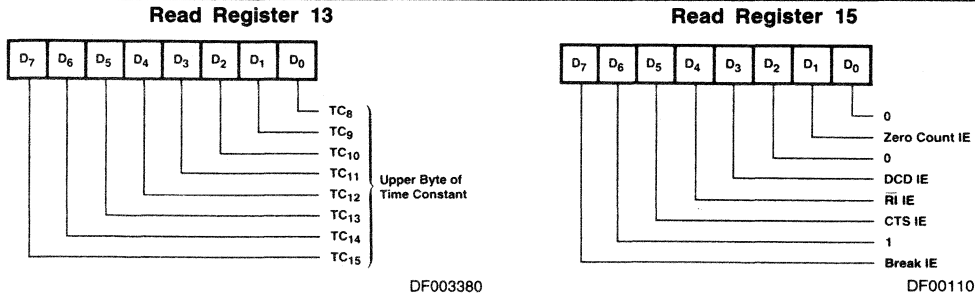 Read Register 13
D7 D6 D5 D4 D3 D2 D1 D0
TC8
TC9
TC10
TC11
TC12
TC13
TC14
TC15
Upper Byte of
Time Constant
DF003380
Read Register 15
D7 D6 D5 D4 D3 D2 D1 D0
0
Zero Count IE
0
DCD IE
R̅I̅ IE
CTS IE
1
Break IE
DF00110